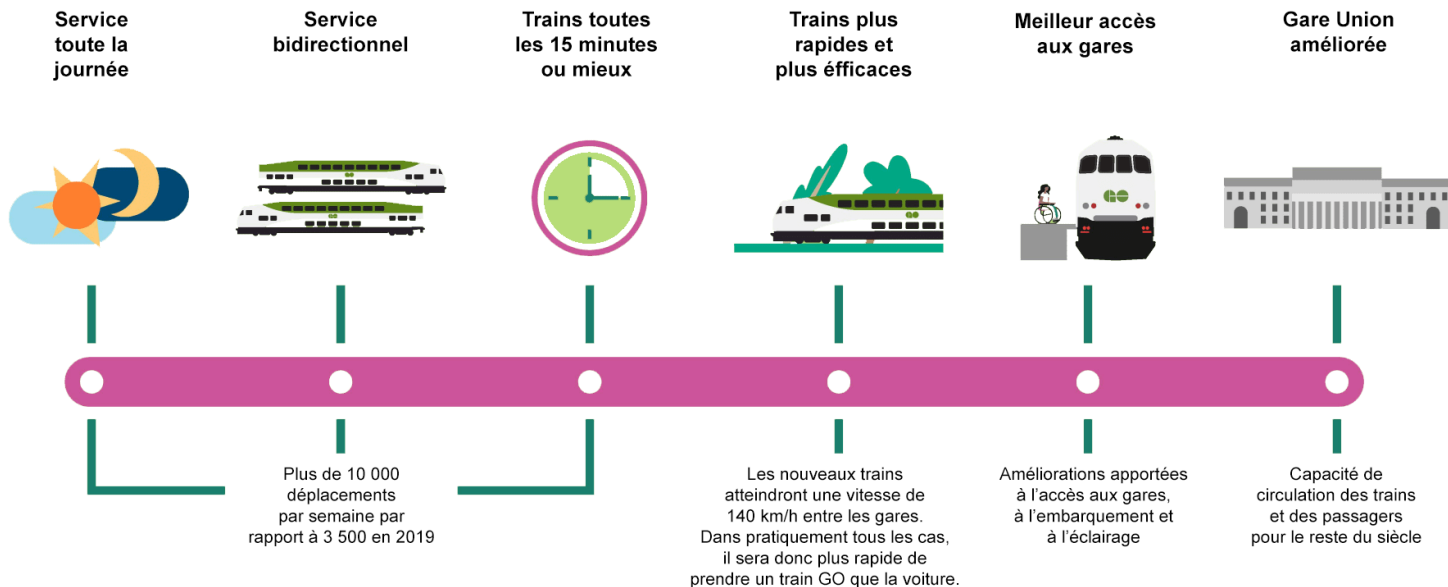 Service
toute la
journée
Service
bidirectionnel
Trains toutes
les 15 minutes
ou mieux
Trains plus
rapides et
plus éfficaces
Meilleur accès
aux gares
Gare Union
améliorée
GO
GO
GO
GO
Plus de 10 000
déplacements
par semaine par
rapport à 3 500 en 2019
Les nouveaux trains
atteindront une vitesse de
140 km/h entre les gares.
Dans pratiquement tous les cas,
il sera donc plus rapide de
prendre un train GO que la voiture.
Améliorations apportées
à l’accès aux gares,
à l’embarquement et
à l’éclairage
Capacité de
circulation des trains
et des passagers
pour le reste du siècle